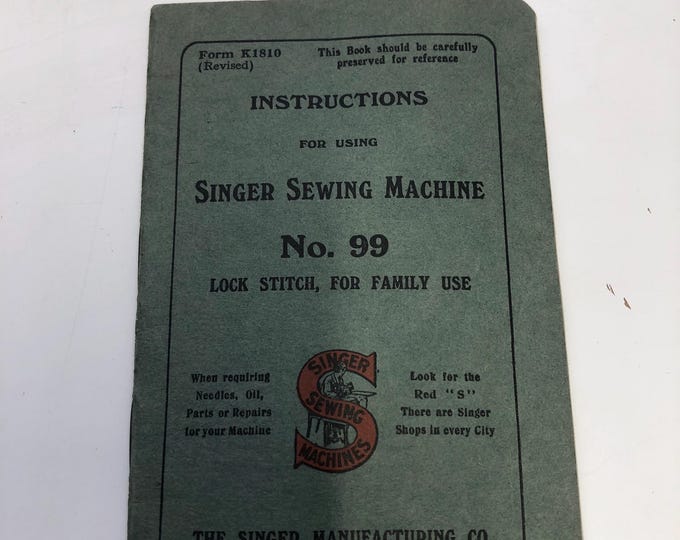 Form K1810
(Revised)
This Book should be carefully
preserved for reference
INSTRUCTIONS
FOR USING
SINGER SEWING MACHINE
No. 99
LOCK STITCH, FOR FAMILY USE
When requiring
Needles, Oil,
Parts or Repairs
for your Machine
SINGER
SEWING
MACHINES
Look for the
Red "S"
There are Singer
Shops in every City
THE SINGER MANUFACTURING CO